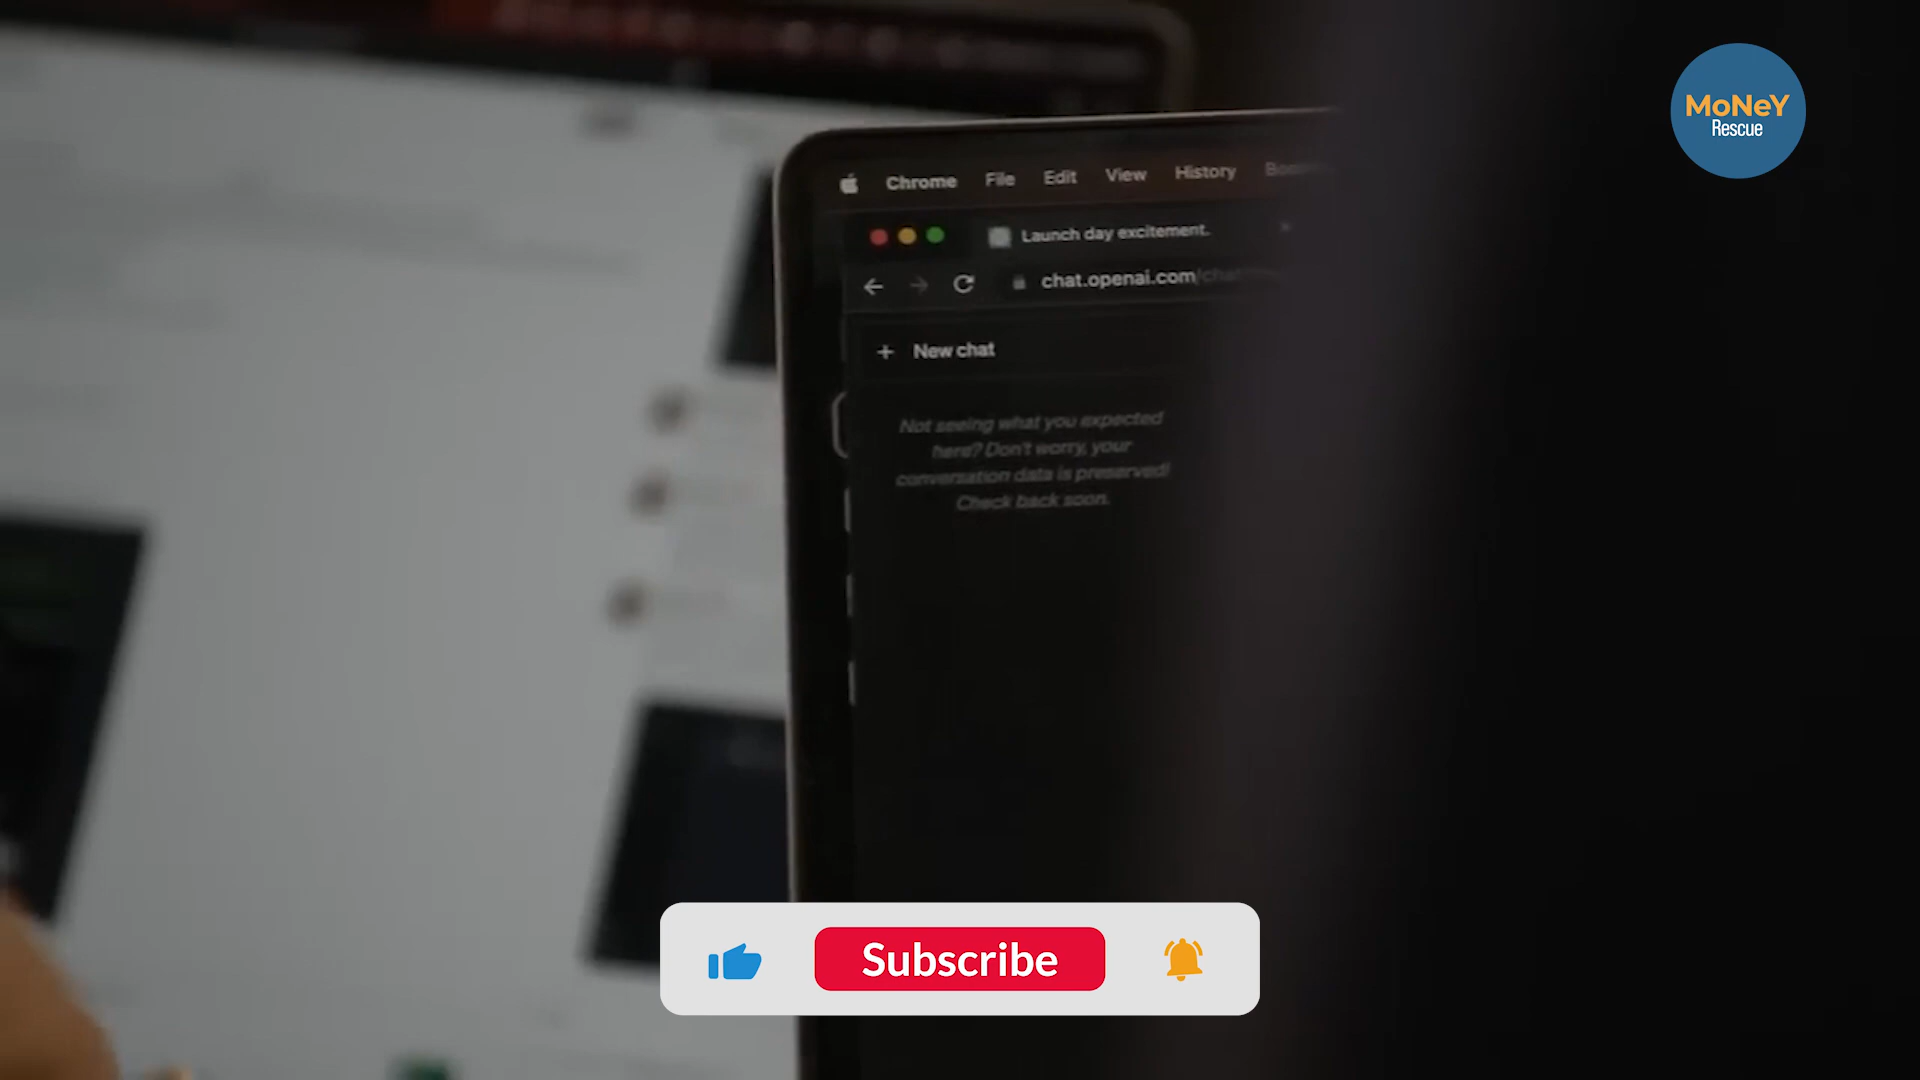 MoNeY
Rescue
Chrome File Edit View History
Launch day excitement.
chat.openai.com/chat
+ New chat
Not seeing what you expected
here? Don't worry, your
conversation data is preserved!
Check back soon.
Subscribe